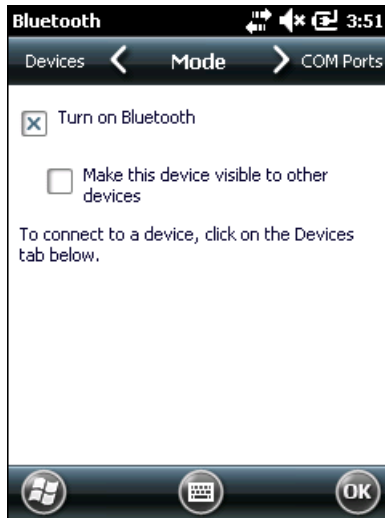 Bluetooth 3:51
Devices Mode COM Ports
Turn on Bluetooth
Make this device visible to other
devices
To connect to a device, click on the Devices
tab below.
OK